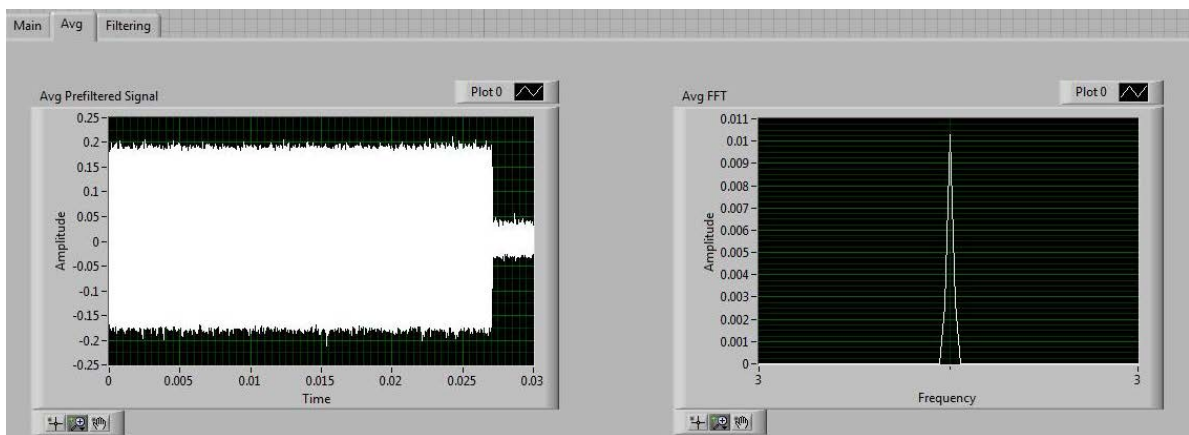 Main Avg Filtering
Avg Prefiltered Signal
Plot 0
0.25
0.2
0.15
0.1
0.05
0
-0.05
-0.1
-0.15
-0.2
-0.25
Amplitude
0 0.005 0.01 0.015 0.02 0.025 0.03
Time
Avg FFT
Plot 0
0.011
0.01
0.009
0.008
0.007
0.006
0.005
0.004
0.003
0.002
0.001
0
Amplitude
3 3
Frequency